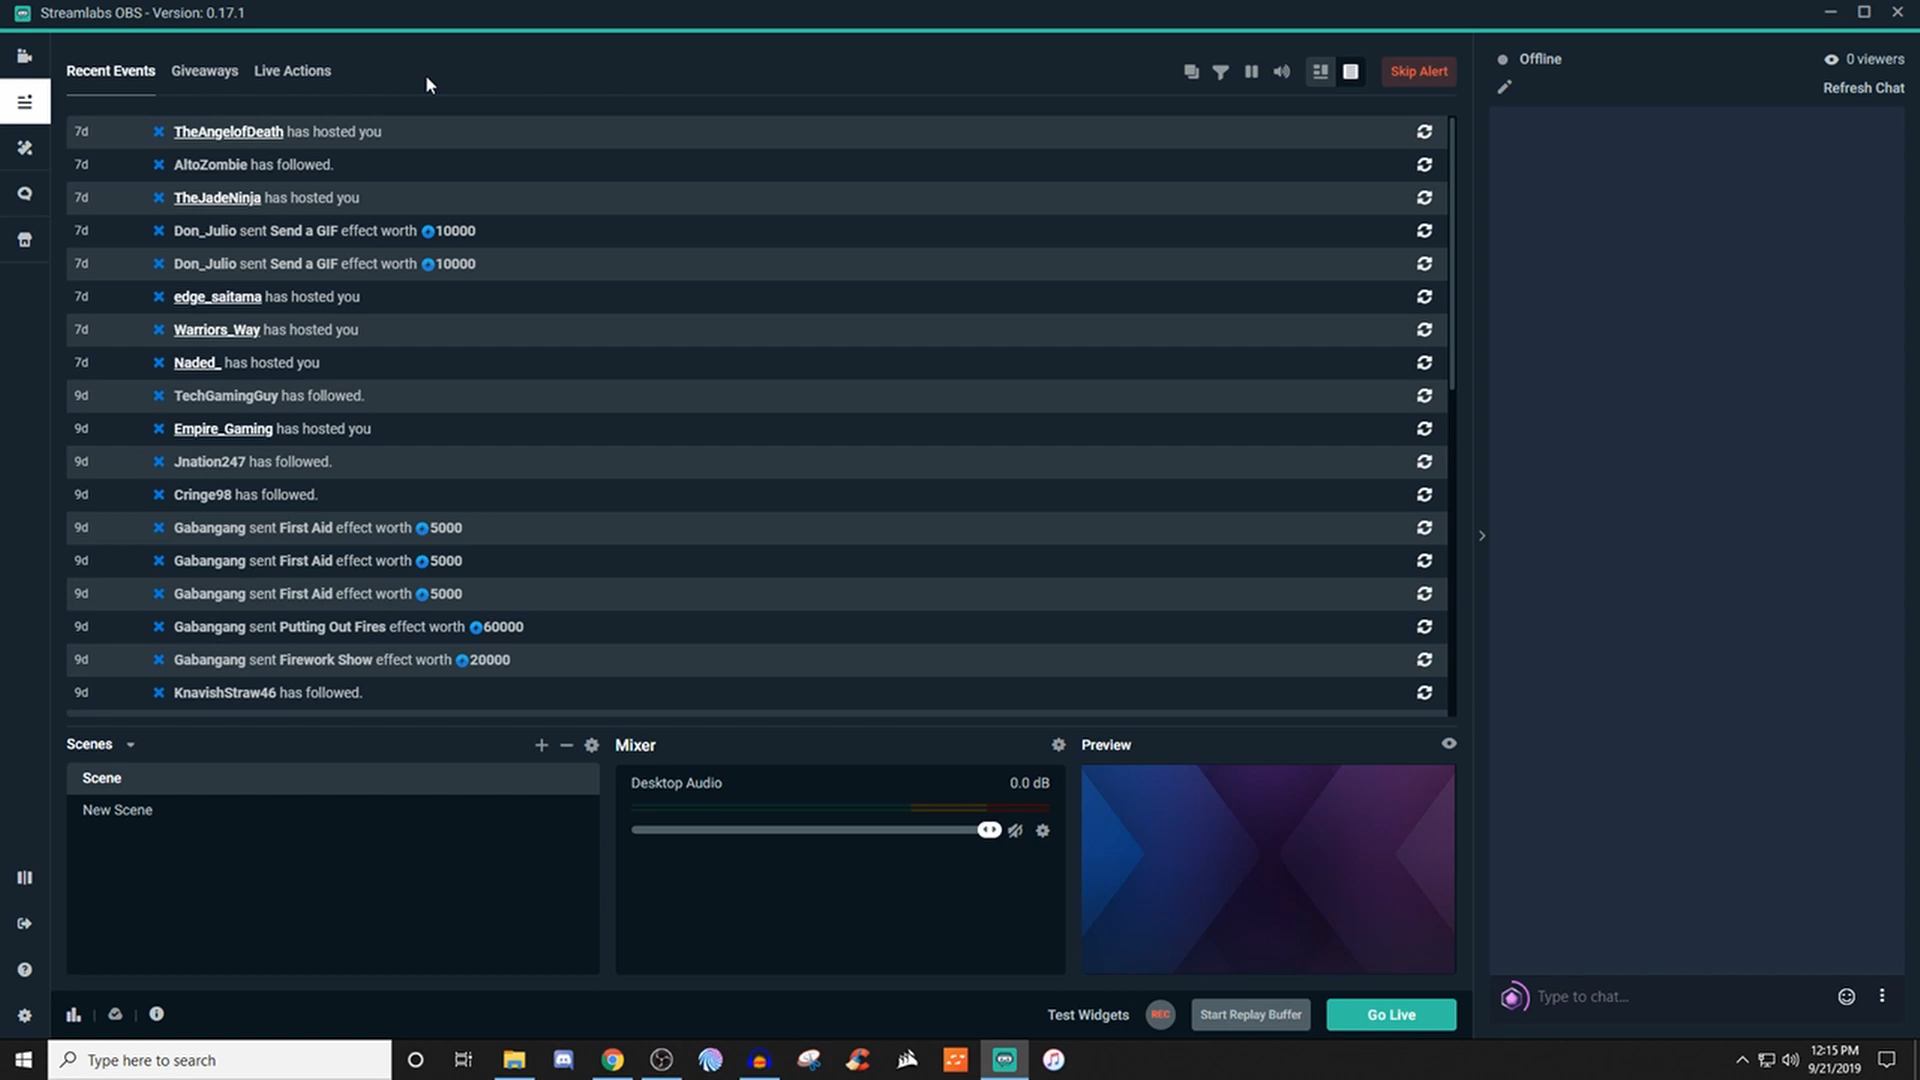 Streamlabs OBS - Version: 0.17.1
Recent Events Giveaways Live Actions Skip Alert
Offline 0 viewers
Refresh Chat
7d TheAngelofDeath has hosted you
7d AltoZombie has followed.
7d TheJadeNinja has hosted you
7d Don_Julio sent Send a GIF effect worth 10000
7d Don_Julio sent Send a GIF effect worth 10000
7d edge_saitama has hosted you
7d Warriors_Way has hosted you
7d Naded_ has hosted you
9d TechGamingGuy has followed.
9d Empire_Gaming has hosted you
9d Jnation247 has followed.
9d Cringe98 has followed.
9d Gabangang sent First Aid effect worth 5000
9d Gabangang sent First Aid effect worth 5000
9d Gabangang sent First Aid effect worth 5000
9d Gabangang sent Putting Out Fires effect worth 60000
9d Gabangang sent Firework Show effect worth 20000
9d KnavishStraw46 has followed.
Scenes
Scene
New Scene
Mixer
Desktop Audio 0.0 dB
Preview
Type to chat...
Test Widgets REC Start Replay Buffer Go Live
Type here to search
12:15 PM
9/21/2019